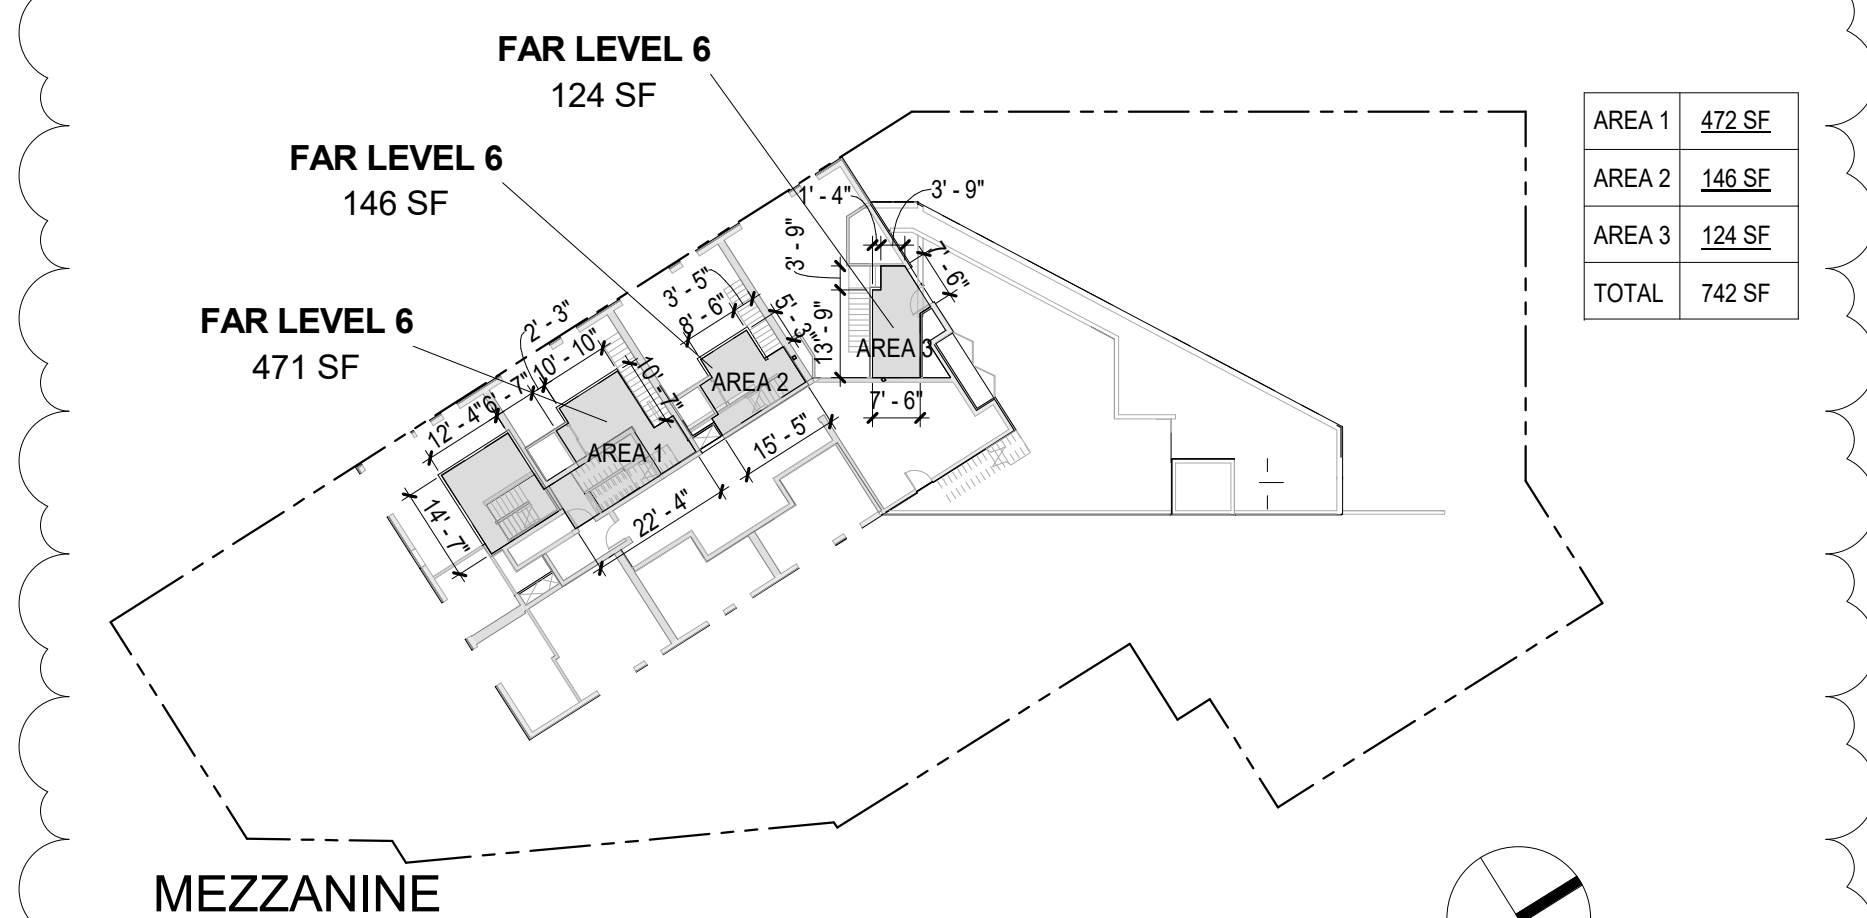 FAR LEVEL 6
124 SF
FAR LEVEL 6
146 SF
FAR LEVEL 6
471 SF
AREA 1 472 SF
AREA 2 146 SF
AREA 3 124 SF
TOTAL 742 SF
1' - 4"
3' - 9"
3' - 9"
7' - 6"
13' - 9"
AREA 3
7' - 6"
3' - 5"
8' - 6"
5' - 3"
AREA 2
15' - 5"
2' - 3"
10' - 10"
6' - 7"
12' - 4"
10' - 7"
AREA 1
22' - 4"
14' - 7"
MEZZANINE